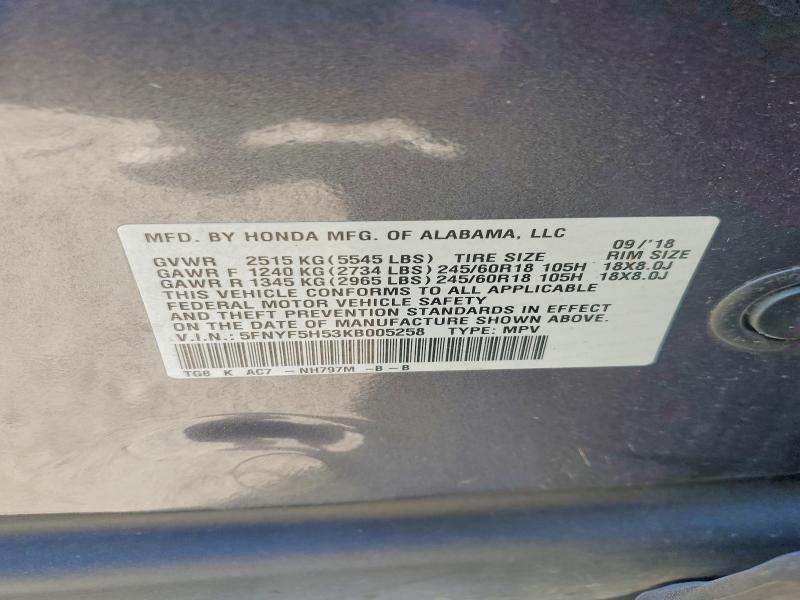 MFD. BY HONDA MFG. OF ALABAMA, LLC 09/'18
GVWR 2515 KG (5545 LBS) TIRE SIZE RIM SIZE
GAWR F 1240 KG (2734 LBS) 245/60R18 105H 18X8.0J
GAWR R 1345 KG (2965 LBS) 245/60R18 105H 18X8.0J
THIS VEHICLE CONFORMS TO ALL APPLICABLE
FEDERAL MOTOR VEHICLE SAFETY
AND THEFT PREVENTION STANDARDS IN EFFECT
ON THE DATE OF MANUFACTURE SHOWN ABOVE.
V.I.N.: 5FNYF5H53KB005258 TYPE: MPV
TG8 K AC7 -NH797M -B-B